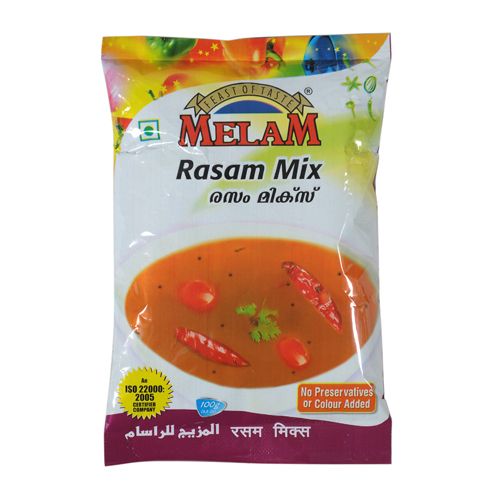 FEAST OF TASTE
®
MELAM
Rasam Mix
രസം മിക്സ്
An
ISO 22000:
2005
CERTIFIED
COMPANY
100g
No Preservatives
or Colour Added
المزيج للراسام
रसम मिक्स